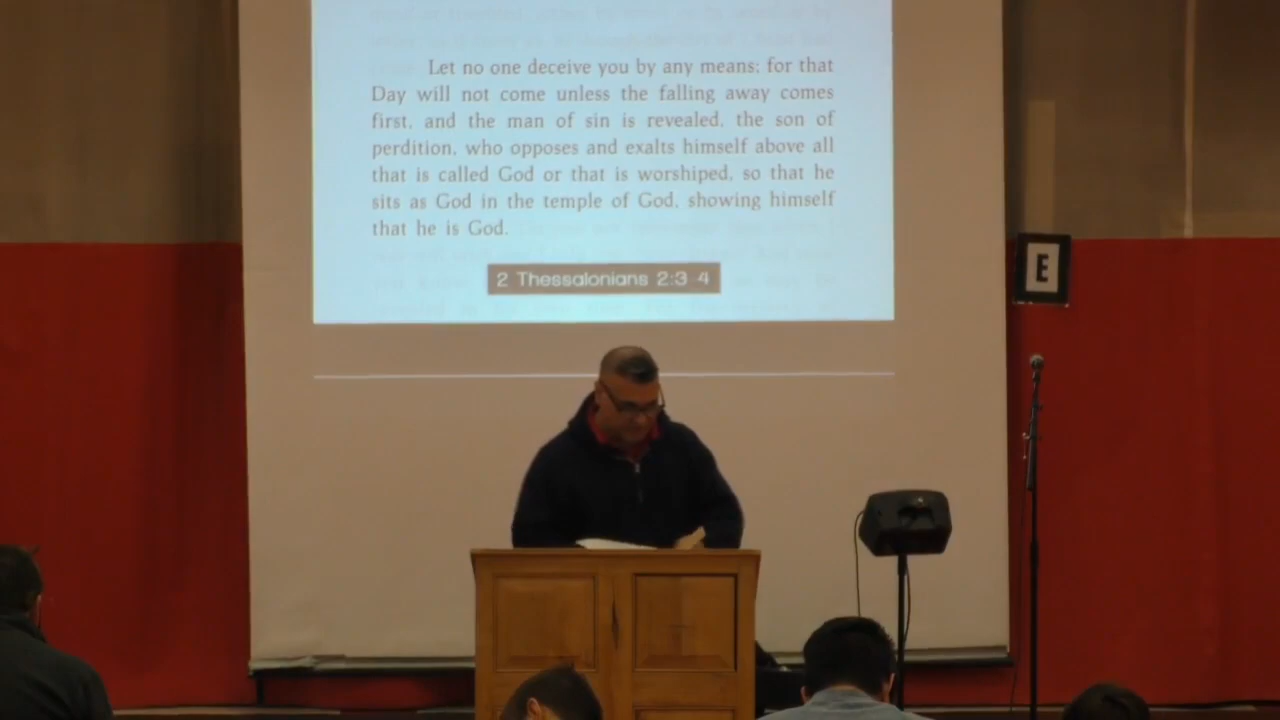 Let no one deceive you by any means; for that
Day will not come unless the falling away comes
first, and the man of sin is revealed, the son of
perdition, who opposes and exalts himself above all
that is called God or that is worshiped, so that he
sits as God in the temple of God, showing himself
that he is God.
2 Thessalonians 2:3 4
E